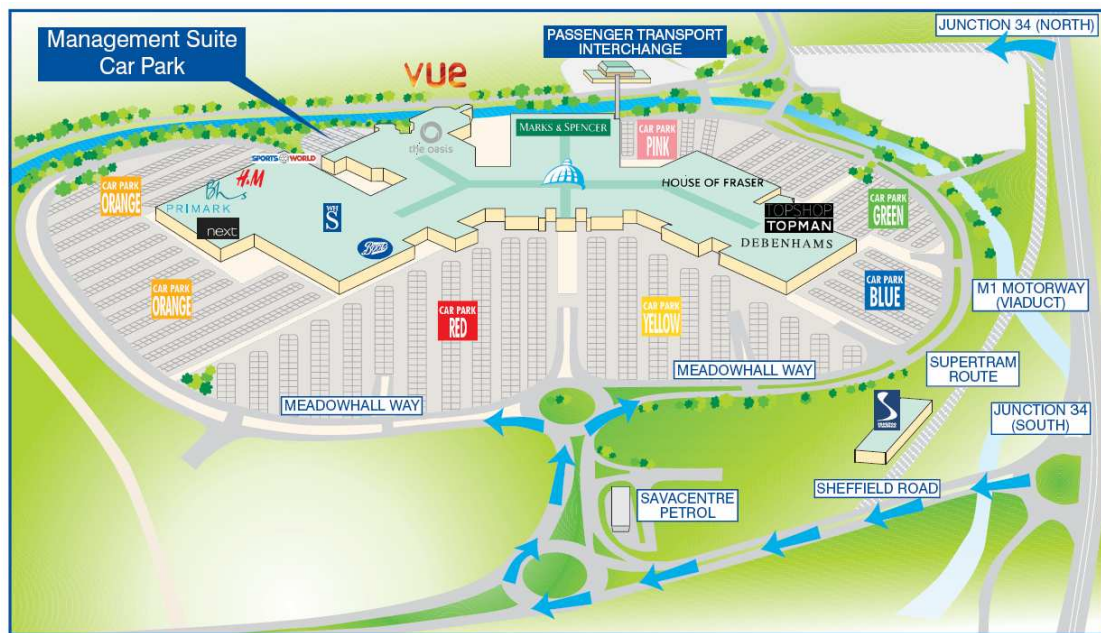 JUNCTION 34 (NORTH)
Management Suite
Car Park
PASSENGER TRANSPORT
INTERCHANGE
vue
the oasis
MARKS & SPENCER
CAR PARK
PINK
SPORTS WORLD
H&M
Bhs
PRIMARK
next
CAR PARK
ORANGE
WH
S
Boots
HOUSE OF FRASER
TOPSHOP
TOPMAN
DEBENHAMS
CAR PARK
GREEN
CAR PARK
ORANGE
CAR PARK
RED
CAR PARK
YELLOW
CAR PARK
BLUE
M1 MOTORWAY
(VIADUCT)
SUPERTRAM
ROUTE
MEADOWHALL WAY
MEADOWHALL WAY
JUNCTION 34
(SOUTH)
SHEFFIELD ROAD
SAVACENTRE
PETROL